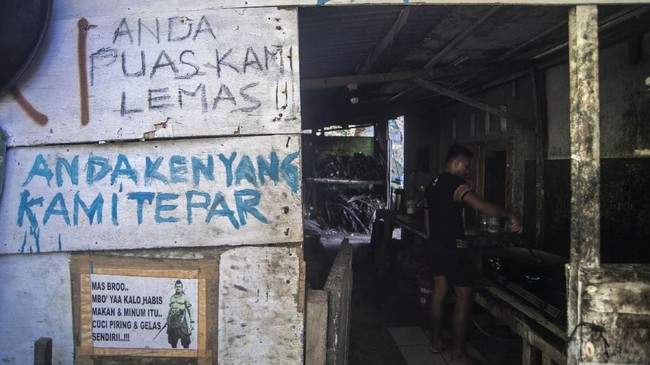 ANDA
PUAS-KAMI
LEMAS !!
ANDA KENYANG
KAMI TEPAR
MAS BROO..
MBO' YAA KALO HABIS
MAKAN & MINUM ITU..
CUCI PIRING & GELAS
SENDIRII..!!!